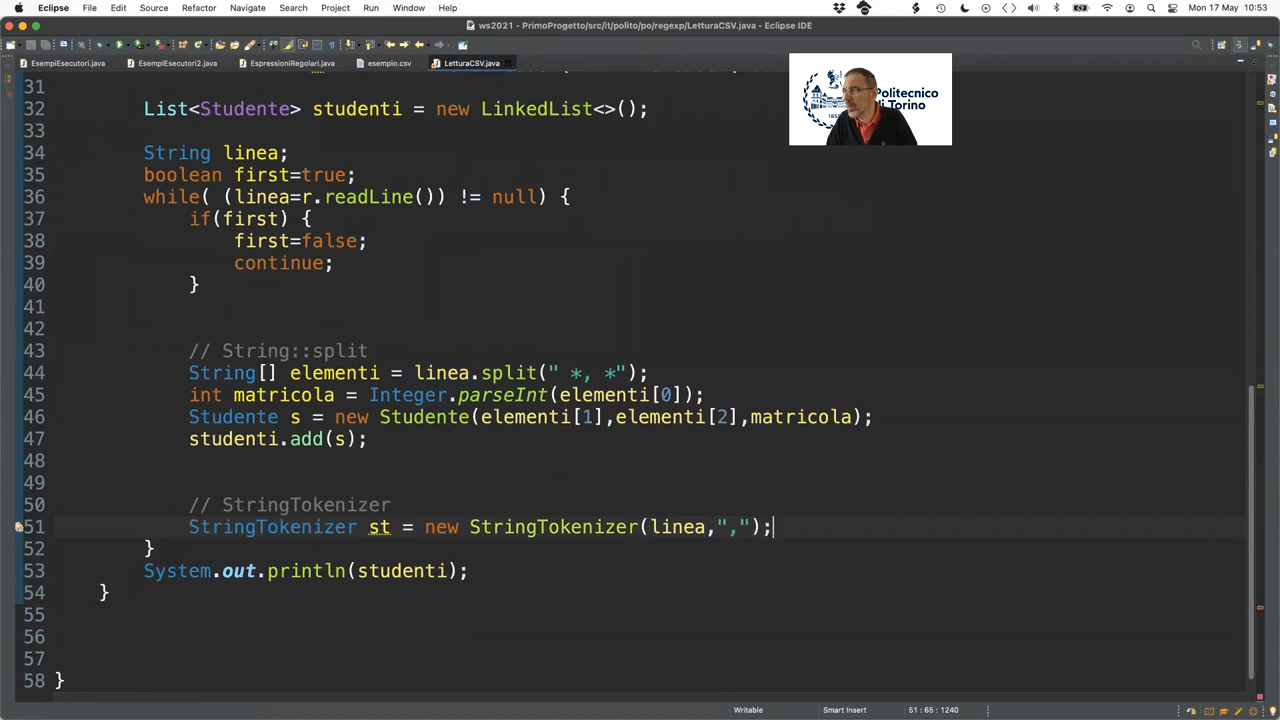 Eclipse File Edit Source Refactor Navigate Search Project Run Window Help Mon 17 May 10:53
ws2021 - PrimoProgetto/src/it/polito/po/regexp/LetturaCSV.java - Eclipse IDE
EsempiEsecutori.java EsempiEsecutori2.java EspressioniRegolari.java esempio.csv LetturaCSV.java
Politecnico
di Torino
31
32 List<Studente> studenti = new LinkedList<>();
33
34 String linea;
35 boolean first=true;
36 while( (linea=r.readLine()) != null) {
37 if(first) {
38 first=false;
39 continue;
40 }
41
42
43 // String::split
44 String[] elementi = linea.split(" *, *");
45 int matricola = Integer.parseInt(elementi[0]);
46 Studente s = new Studente(elementi[1],elementi[2],matricola);
47 studenti.add(s);
48
49
50 // StringTokenizer
51 StringTokenizer st = new StringTokenizer(linea,",");
52 }
53 System.out.println(studenti);
54 }
55
56
57
58 }
Writable Smart Insert 51 : 65 : 1240